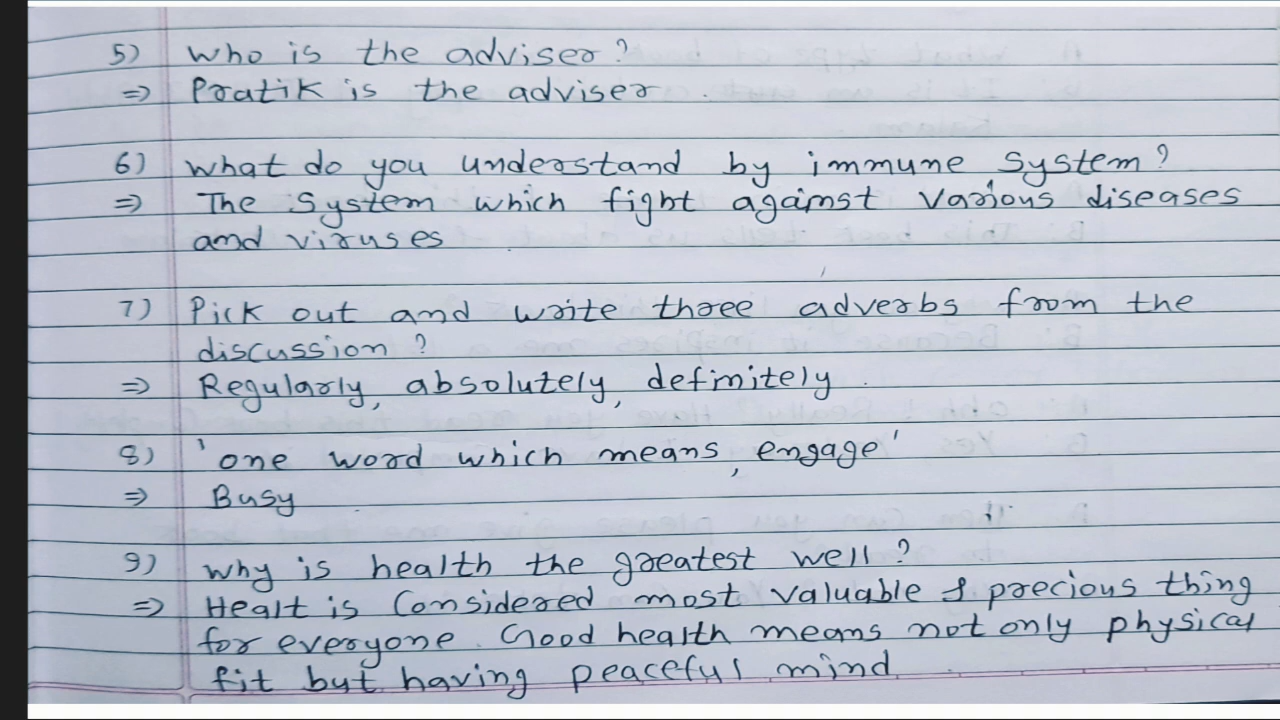 5) Who is the adviser?
⇒ Pratik is the adviser.
6) What do you understand by immune system?
⇒ The system which fight against various diseases
and viruses
7) Pick out and write three adverbs from the
discussion?
⇒ Regularly, absolutely, definitely.
8) 'one word which means, engage'
⇒ Busy.
9) Why is health the greatest well?
⇒ Healt is considered most valuable & precious thing
for everyone. Good health means not only physical
fit but having peaceful mind.